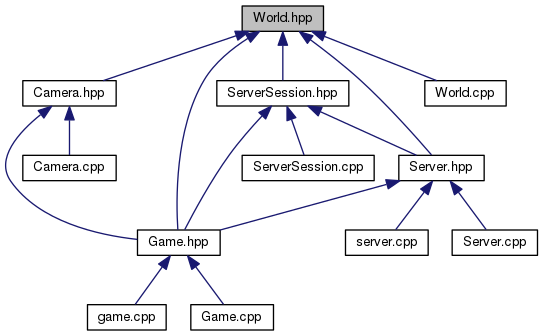 World.hpp
Camera.hpp
ServerSession.hpp
World.cpp
Camera.cpp
ServerSession.cpp
Server.hpp
Game.hpp
server.cpp
Server.cpp
game.cpp
Game.cpp